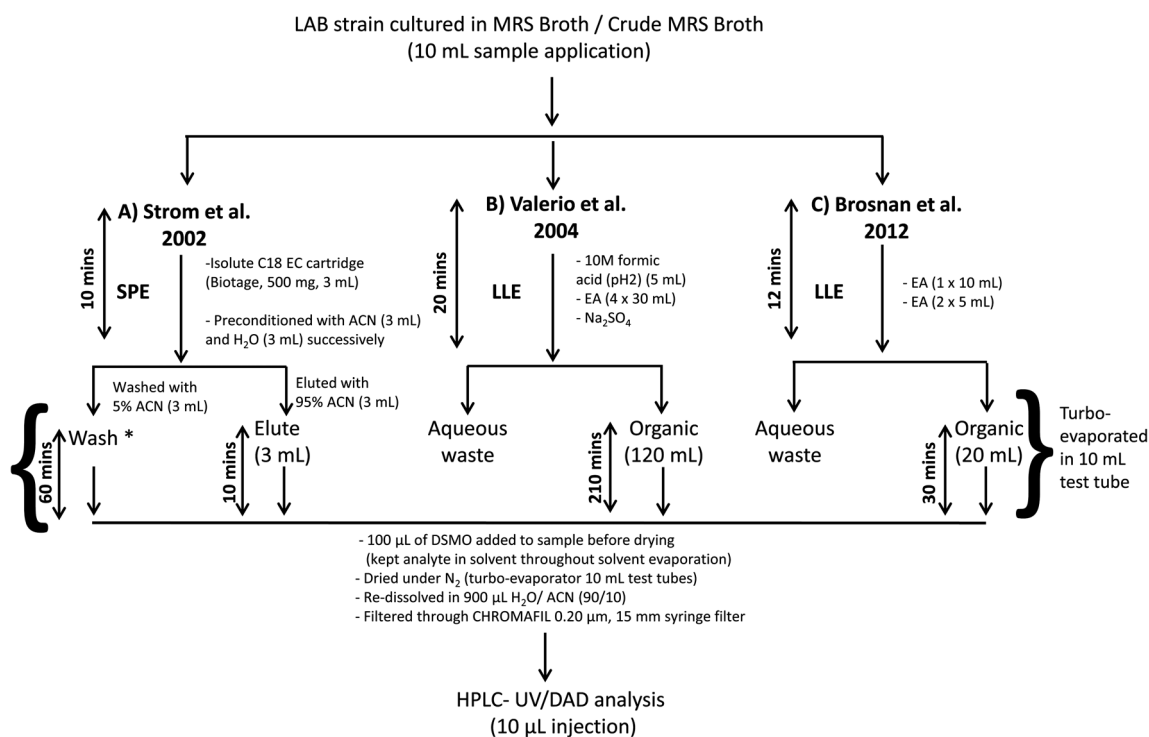 LAB strain cultured in MRS Broth / Crude MRS Broth
(10 mL sample application)
A) Strom et al.
2002
10 mins
SPE
-Isolute C18 EC cartridge
(Biotage, 500 mg, 3 mL)
- Preconditioned with ACN (3 mL)
and H₂O (3 mL) successively
B) Valerio et al.
2004
20 mins
LLE
- 10M formic
acid (pH2) (5 mL)
- EA (4 x 30 mL)
- Na₂SO₄
C) Brosnan et al.
2012
12 mins
LLE
- EA (1 x 10 mL)
- EA (2 x 5 mL)
Washed with
5% ACN (3 mL)
Eluted with
95% ACN (3 mL)
60 mins
Wash *
10 mins
Elute
(3 mL)
Aqueous
waste
210 mins
Organic
(120 mL)
Aqueous
waste
30 mins
Organic
(20 mL)
Turbo-
evaporated
in 10 mL
test tube
- 100 µL of DSMO added to sample before drying
(kept analyte in solvent throughout solvent evaporation)
- Dried under N₂ (turbo-evaporator 10 mL test tubes)
- Re-dissolved in 900 µL H₂O/ ACN (90/10)
- Filtered through CHROMAFIL 0.20 µm, 15 mm syringe filter
HPLC- UV/DAD analysis
(10 µL injection)